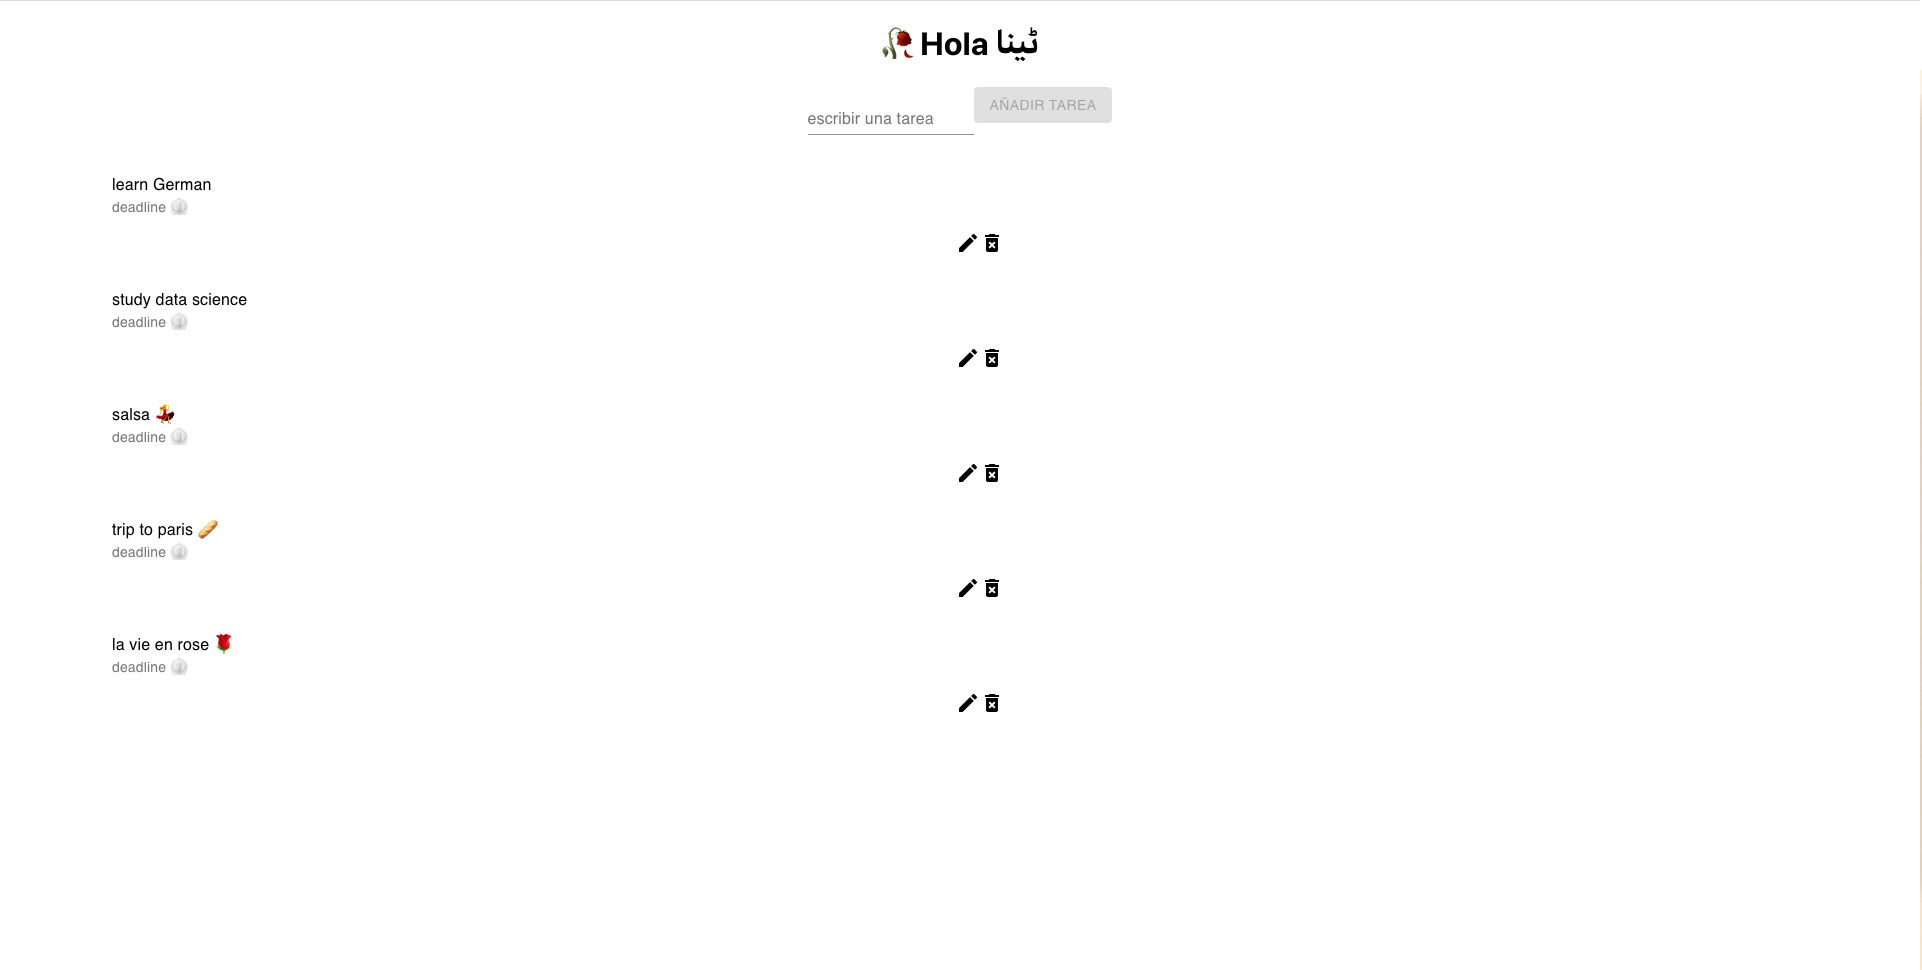 🥀 Hola ٹینا
escribir una tarea
AÑADIR TAREA
learn German
deadline
study data science
deadline
salsa 💃
deadline
trip to paris 🥖
deadline
la vie en rose 🌹
deadline